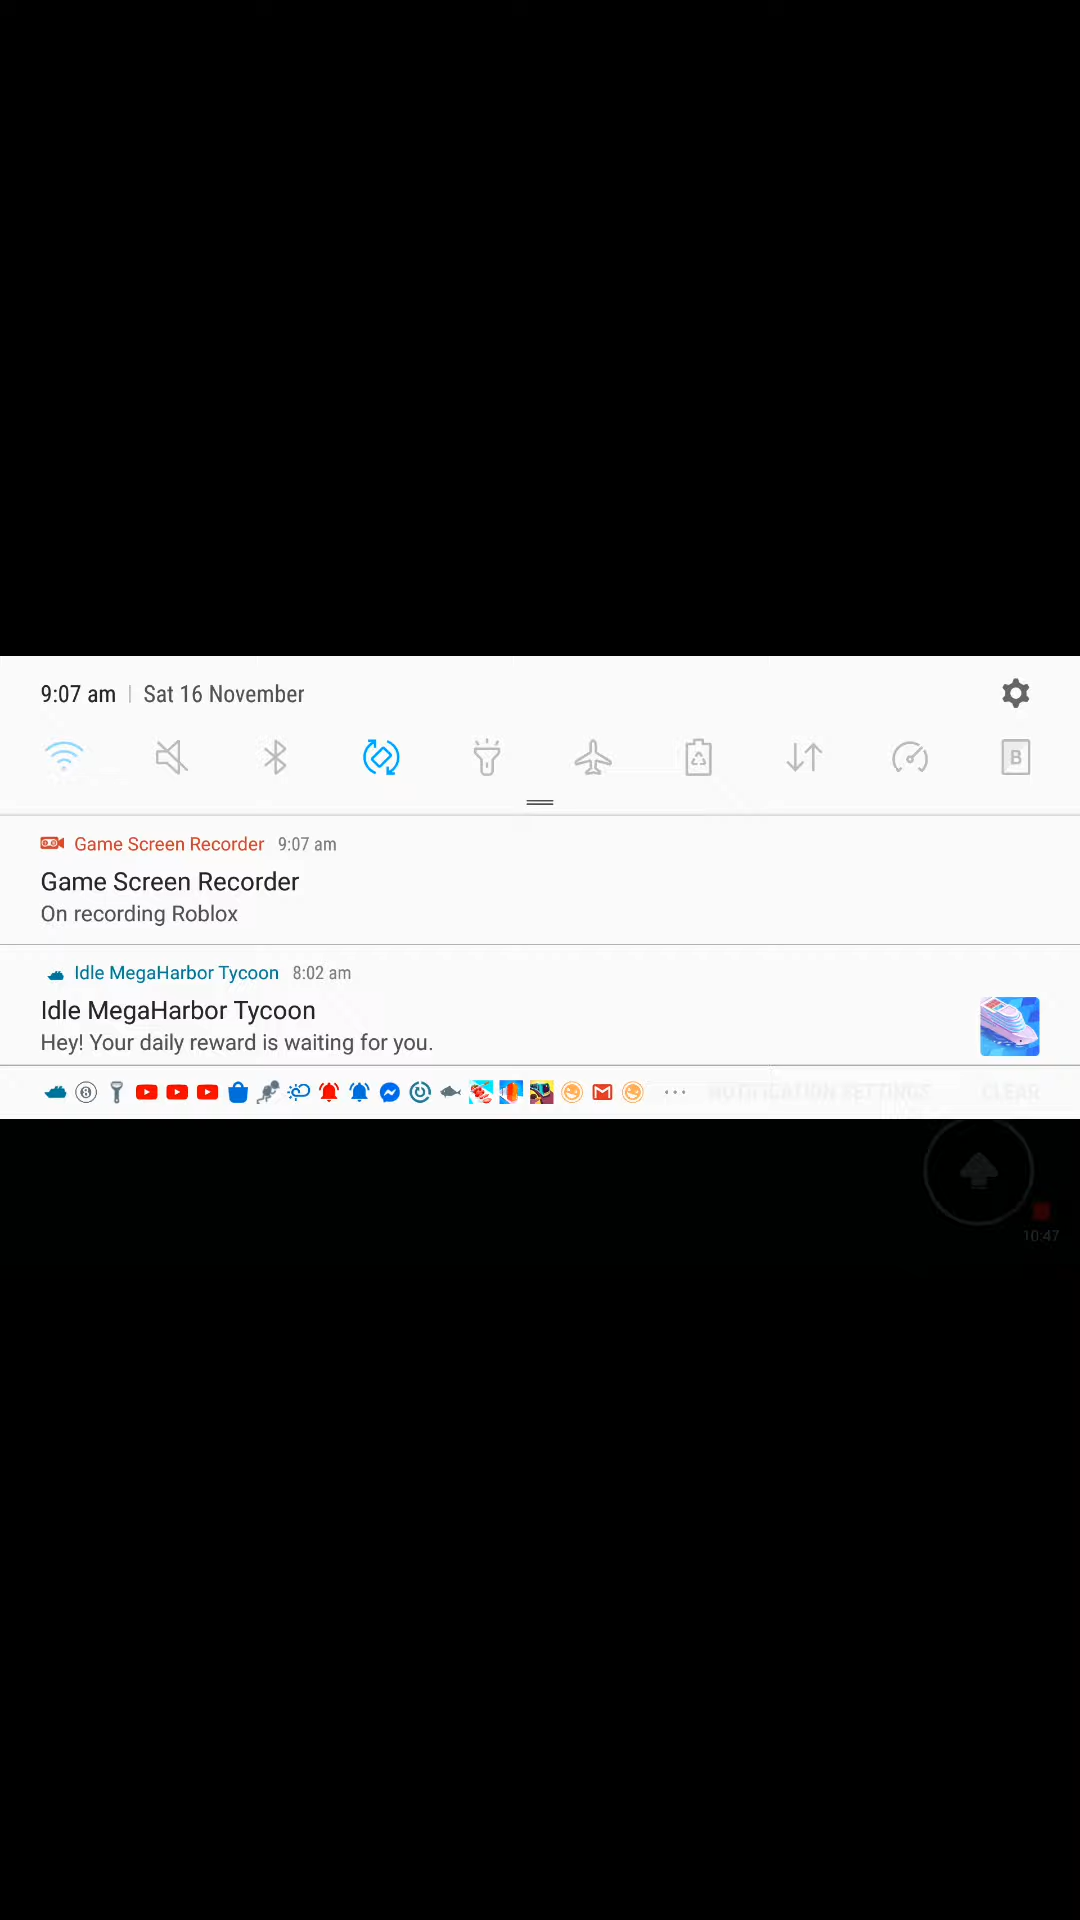 9:07 am | Sat 16 November
B
Game Screen Recorder 9:07 am
Game Screen Recorder
On recording Roblox
Idle MegaHarbor Tycoon 8:02 am
Idle MegaHarbor Tycoon
Hey! Your daily reward is waiting for you.
8 ... NOTIFICATION SETTINGS CLEAR
10:47